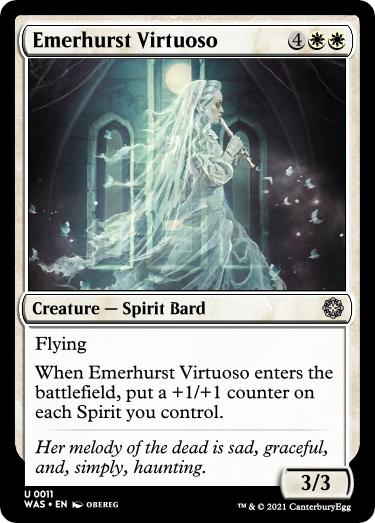 Emerhurst Virtuoso 4
Creature — Spirit Bard
Flying
When Emerhurst Virtuoso enters the
battlefield, put a +1/+1 counter on
each Spirit you control.
Her melody of the dead is sad, graceful,
and, simply, haunting.
3/3
U 0011
WAS • EN OBEREG
™ & © 2021 CanterburyEgg